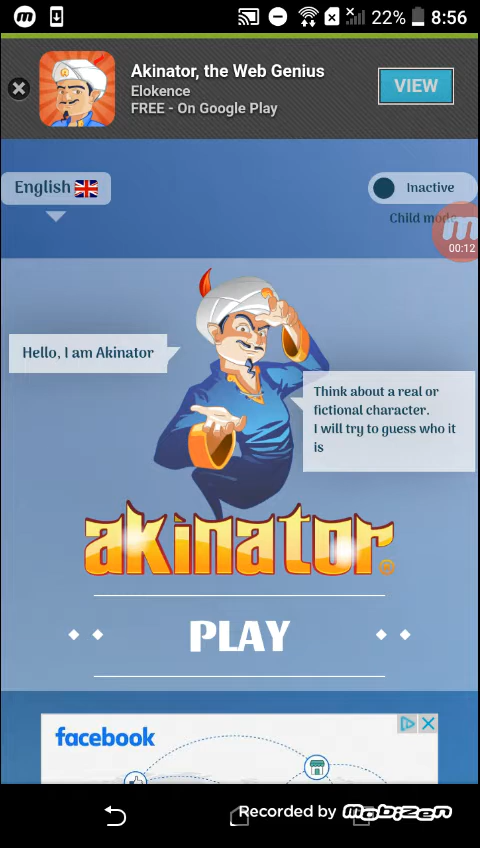 22% 8:56
Akinator, the Web Genius
Elokence
FREE - On Google Play
VIEW
English
Inactive
Child mode
00:12
Hello, I am Akinator
Think about a real or
fictional character.
I will try to guess who it
is
akinator®
PLAY
facebook
Recorded by mobizen